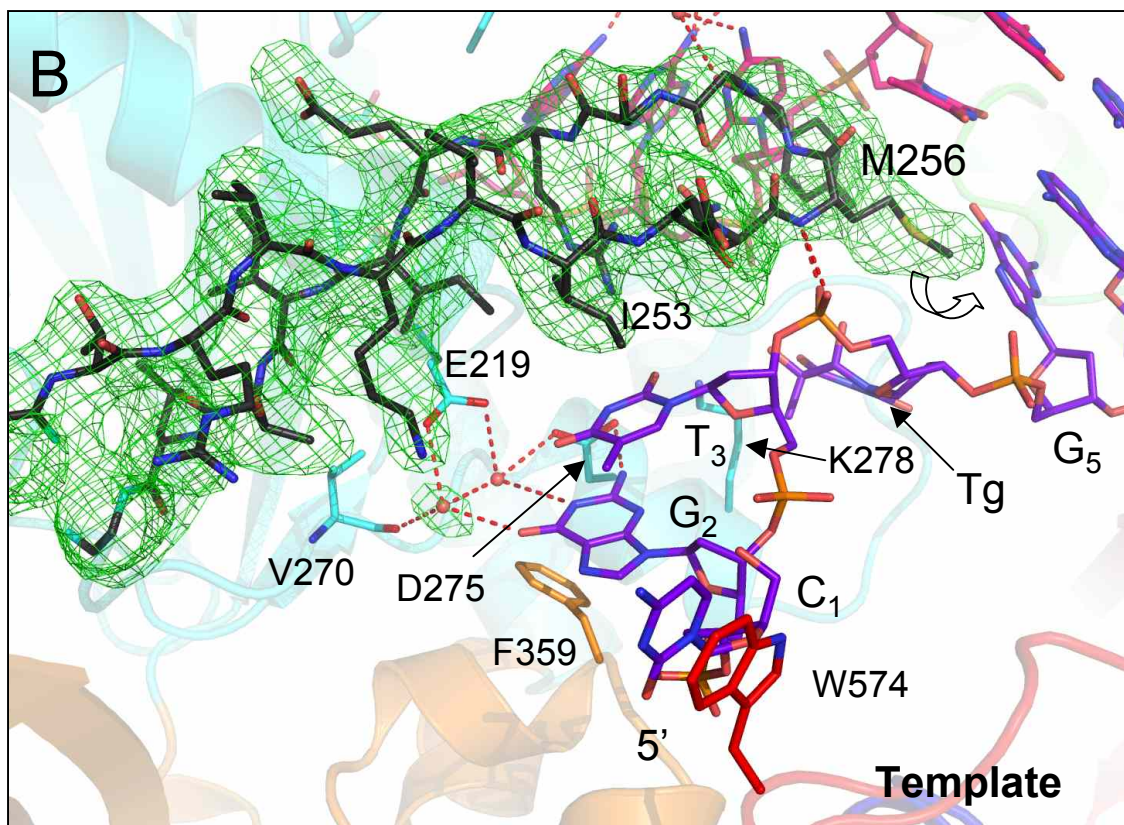 B
M256
I253
E219
T3
K278
Tg
G5
G2
V270
D275
C1
F359
W574
5’
Template